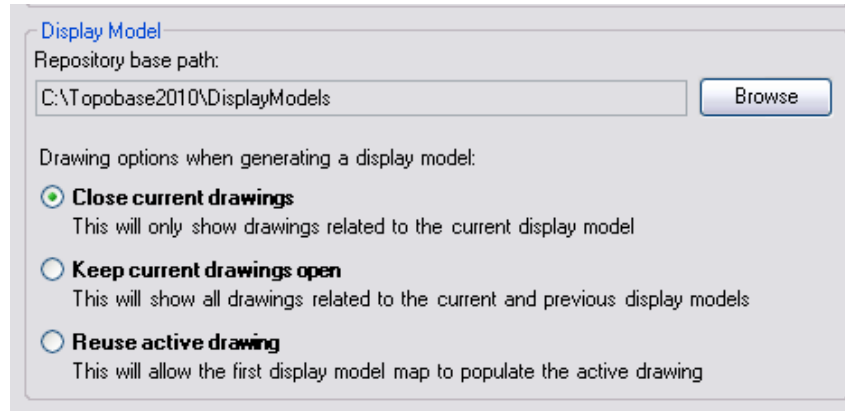 Display Model
Repository base path:
C:\Topobase2010\DisplayModels
Browse
Drawing options when generating a display model:
Close current drawings
This will only show drawings related to the current display model
Keep current drawings open
This will show all drawings related to the current and previous display models
Reuse active drawing
This will allow the first display model map to populate the active drawing